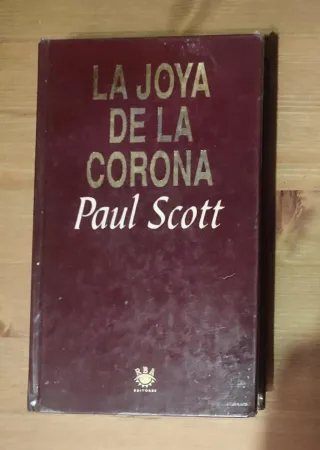 LA JOYA
DE LA
CORONA
Paul Scott
RBA
EDITORES